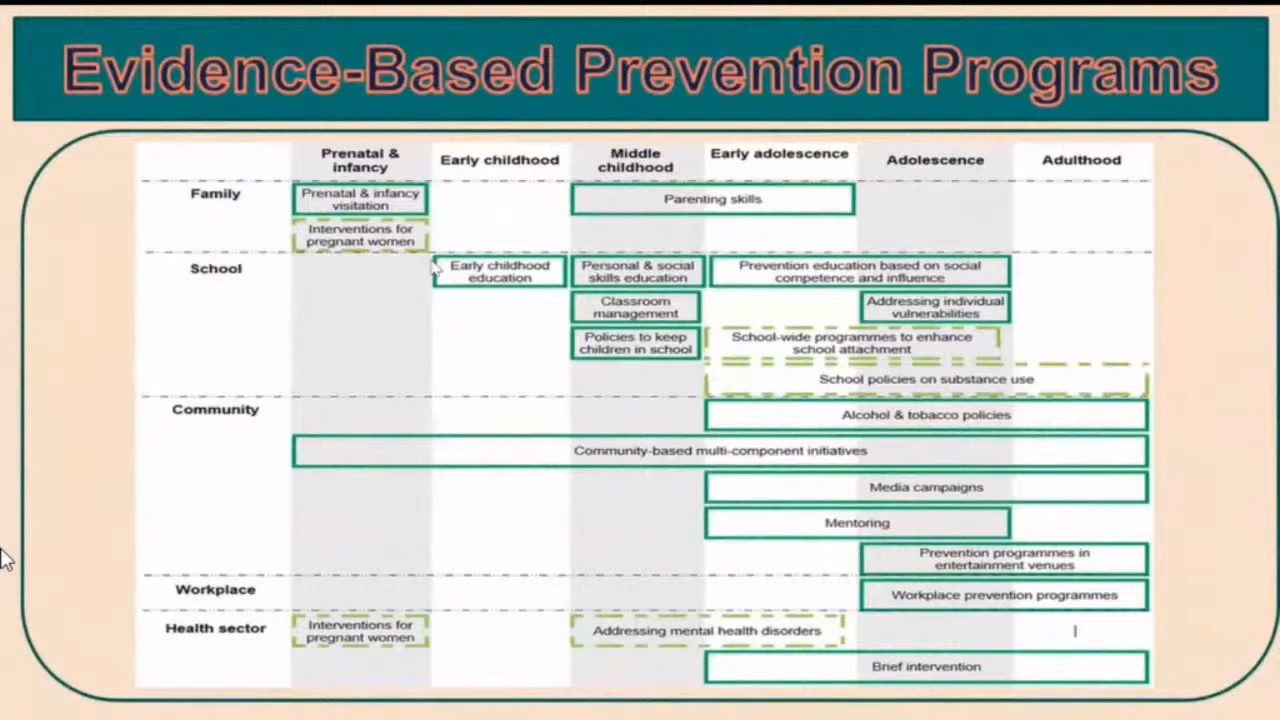 Evidence-Based Prevention Programs
Prenatal &
infancy
Early childhood
Middle
childhood
Early adolescence
Adolescence
Adulthood
Family
Prenatal & infancy
visitation
Parenting skills
Interventions for
pregnant women
School
Early childhood
education
Personal & social
skills education
Prevention education based on social
competence and influence
Classroom
management
Addressing individual
vulnerabilities
Policies to keep
children in school
School-wide programmes to enhance
school attachment
School policies on substance use
Community
Alcohol & tobacco policies
Community-based multi-component initiatives
Media campaigns
Mentoring
Prevention programmes in
entertainment venues
Workplace
Workplace prevention programmes
Health sector
Interventions for
pregnant women
Addressing mental health disorders
Brief intervention